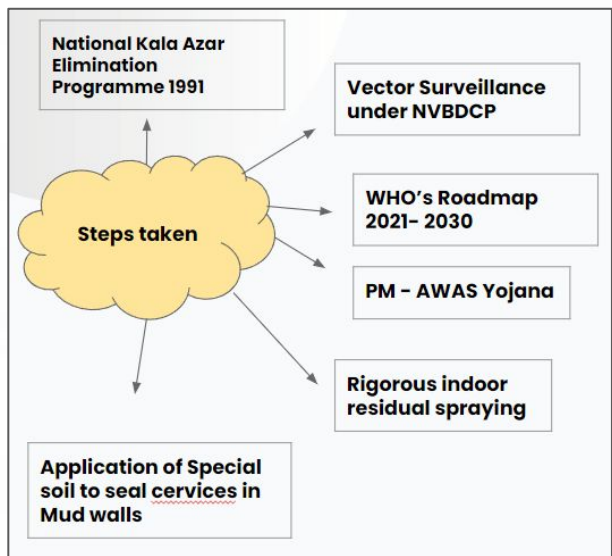 National Kala Azar
Elimination
Programme 1991
Vector Surveillance
under NVBDCP
Steps taken
WHO's Roadmap
2021- 2030
PM - AWAS Yojana
Rigorous indoor
residual spraying
Application of Special
soil to seal cervices in
Mud walls